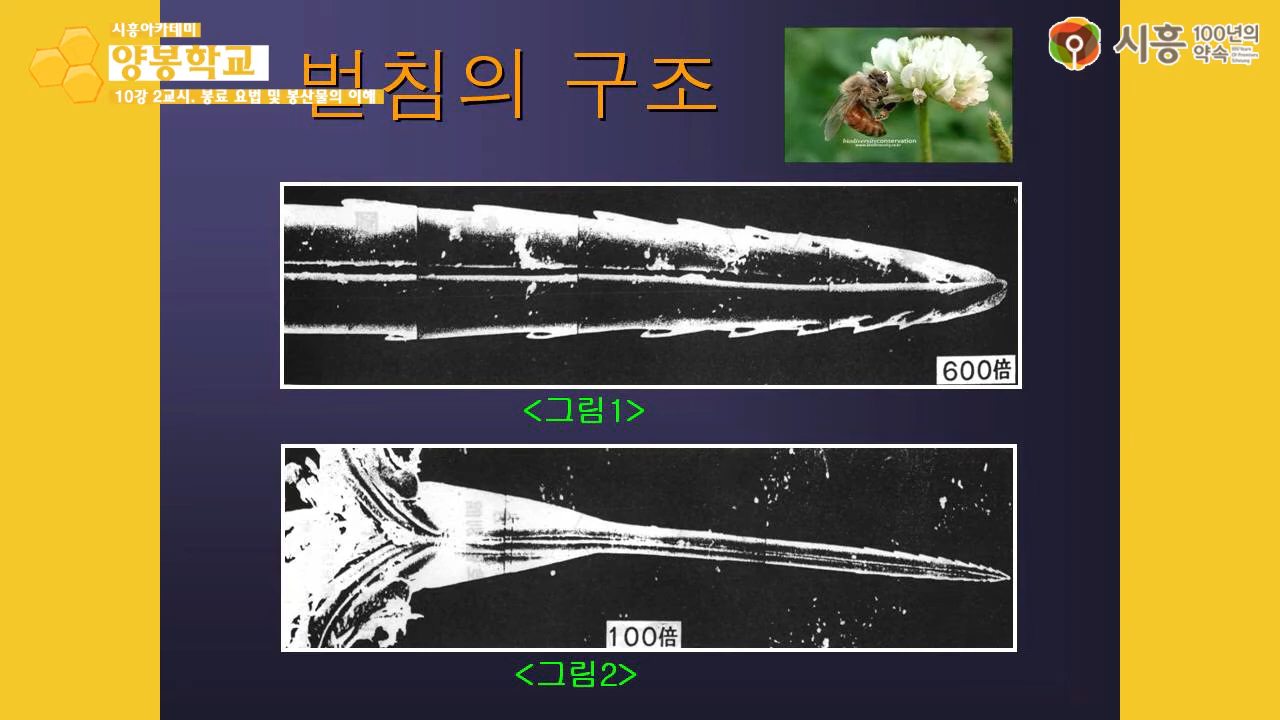 시흥아카데미
양봉학교
10강 2교시. 봉료 요법 및 봉산물의 이해
벌침의 구조
시흥 100년의 약속
biodiversityconservation
600倍
<그림1>
100倍
<그림2>